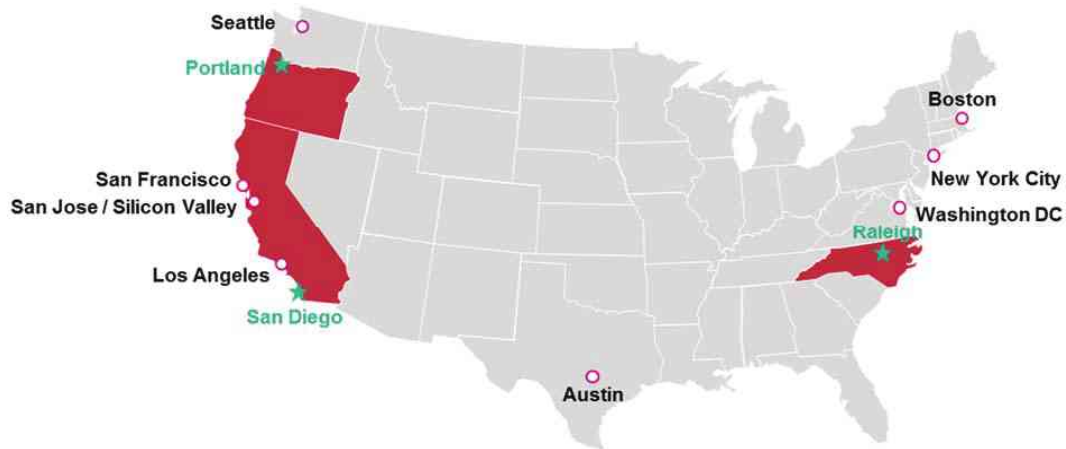 Seattle
Portland
Boston
San Francisco
New York City
San Jose / Silicon Valley
Washington DC
Raleigh
Los Angeles
San Diego
Austin